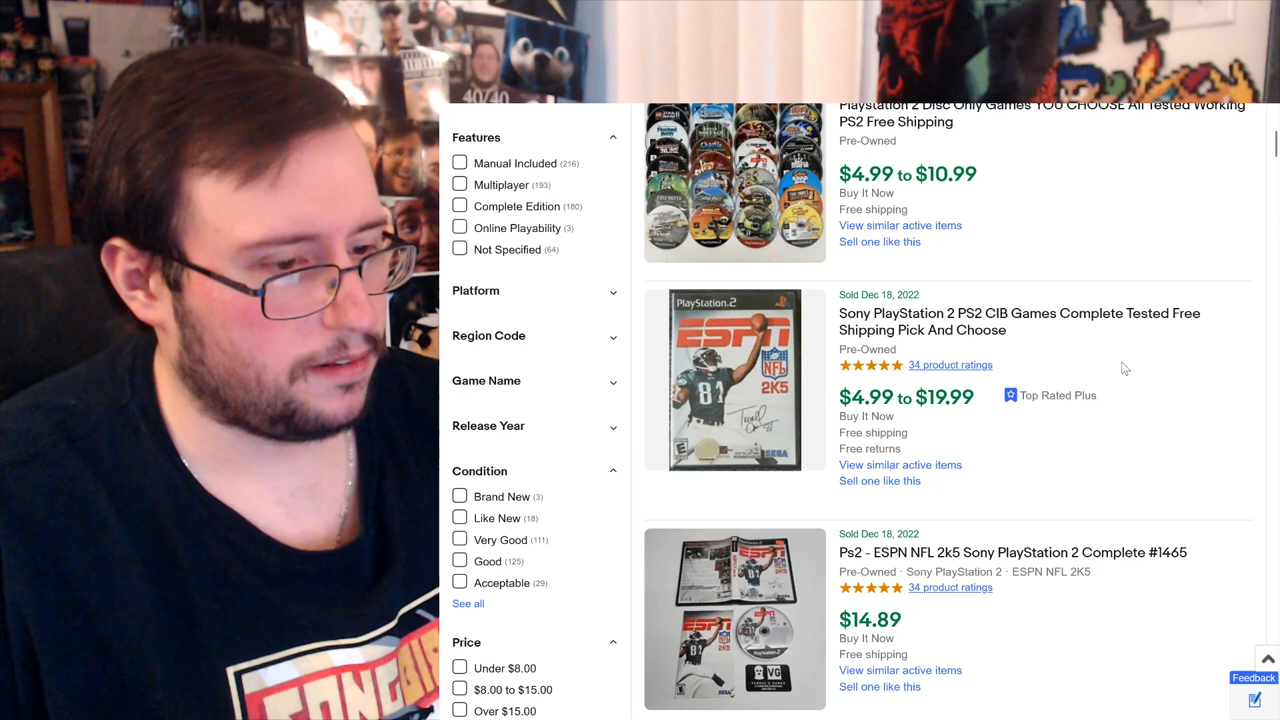 40/40
Features
Manual Included (216)
Multiplayer (193)
Complete Edition (180)
Online Playability (3)
Not Specified (64)
Platform
Region Code
Game Name
Release Year
Condition
Brand New (3)
Like New (18)
Very Good (111)
Good (125)
Acceptable (29)
See all
Price
Under $8.00
$8.00 to $15.00
Over $15.00
Playstation 2 Disc Only Games YOU CHOOSE All Tested Working
PS2 Free Shipping
Pre-Owned
$4.99 to $10.99
Buy It Now
Free shipping
View similar active items
Sell one like this
PlayStation 2
ESPN
NFL
2K5
81
SEGA
Sold Dec 18, 2022
Sony PlayStation 2 PS2 CIB Games Complete Tested Free
Shipping Pick And Choose
Pre-Owned
34 product ratings
$4.99 to $19.99
Top Rated Plus
Buy It Now
Free shipping
Free returns
View similar active items
Sell one like this
ESPN
81
VG
Sold Dec 18, 2022
Ps2 - ESPN NFL 2k5 Sony PlayStation 2 Complete #1465
Pre-Owned · Sony PlayStation 2 · ESPN NFL 2K5
34 product ratings
$14.89
Buy It Now
Free shipping
View similar active items
Sell one like this
Feedback